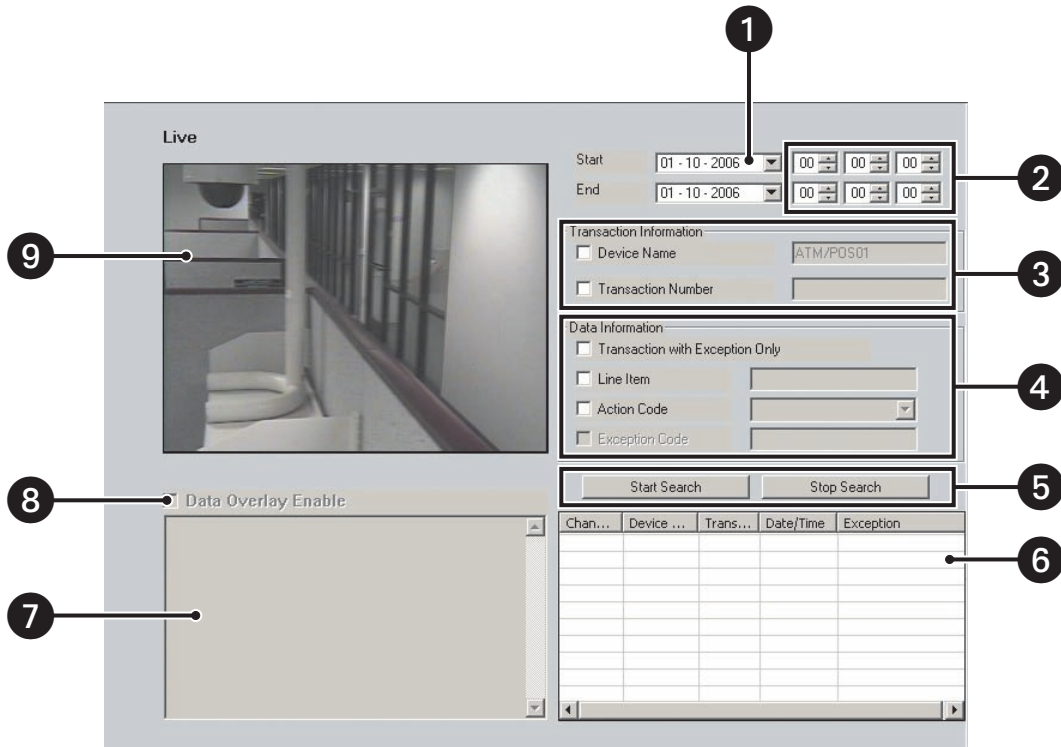 1
Live
Start 01 - 10 - 2006 00 00 00
2
End 01 - 10 - 2006 00 00 00
9
Transaction Information
Device Name ATM/POS01
3
Transaction Number
Data Information
Transaction with Exception Only
Line Item
4
Action Code
Exception Code
5
Start Search Stop Search
8
Data Overlay Enable
Chan... Device ... Trans... Date/Time Exception
6
7